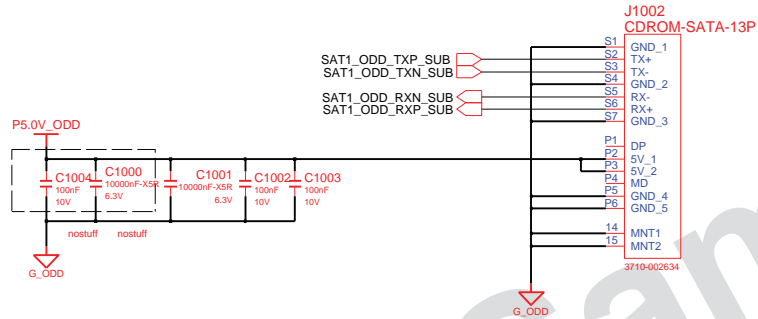 J1002
CDROM-SATA-13P
S1 GND_1
SAT1_ODD_TXP_SUB S2 TX+
SAT1_ODD_TXN_SUB S3 TX-
S4 GND_2
SAT1_ODD_RXN_SUB S5 RX-
SAT1_ODD_RXP_SUB S6 RX+
S7 GND_3
P5.0V_ODD
P1 DP
P2 5V_1
P3 5V_2
P4 MD
P5 GND_4
P6 GND_5
C1004 C1000 C1001 C1002 C1003
100nF 10000nF-X5R 10000nF-X5R 100nF 100nF
10V 6.3V 6.3V 10V 10V
nostuff nostuff
14 MNT1
15 MNT2
G_ODD
3710-002634
G_ODD